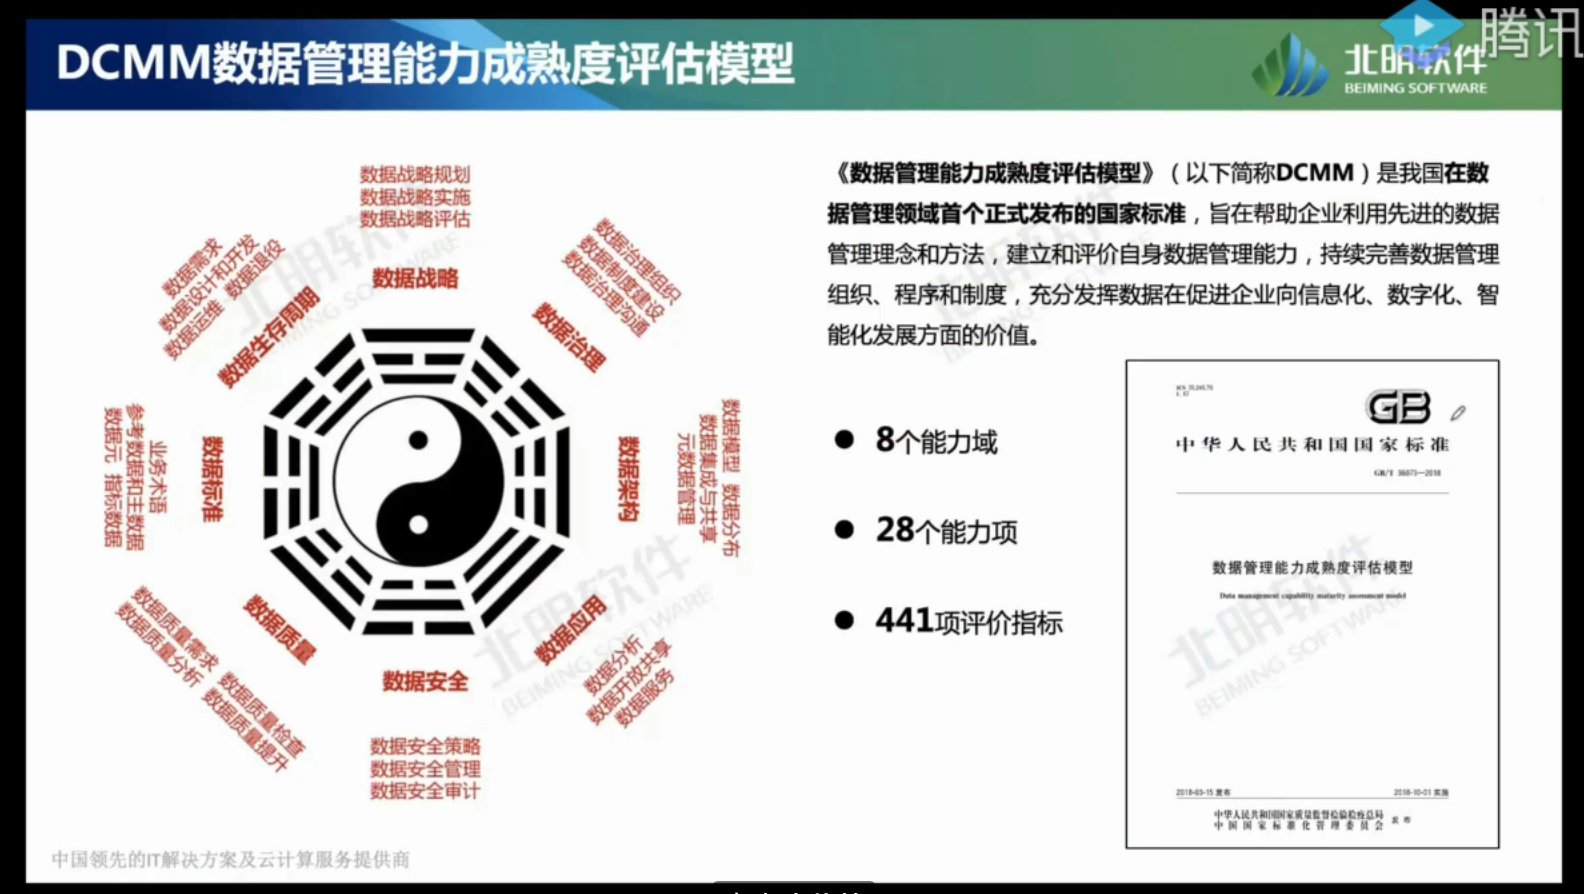 DCMM数据管理能力成熟度评估模型
北明软件
BEIMING SOFTWARE
腾讯
数据战略规划
数据战略实施
数据战略评估
数据战略
数据治理组织
数据制度建设
数据治理沟通
数据治理
数据模型 数据分布
数据集成与共享
元数据管理
数据架构
数据应用
数据分析
数据开放共享
数据服务
数据安全
数据安全策略
数据安全管理
数据安全审计
数据质量
数据质量需求 数据质量检查
数据质量分析 数据质量提升
数据标准
业务术语
参考数据和主数据
数据元 指标数据
数据生存周期
数据需求
数据设计和开发
数据运维 数据退役
《数据管理能力成熟度评估模型》（以下简称DCMM）是我国在数
据管理领域首个正式发布的国家标准，旨在帮助企业利用先进的数据
管理理念和方法，建立和评价自身数据管理能力，持续完善数据管理
组织、程序和制度，充分发挥数据在促进企业向信息化、数字化、智
能化发展方面的价值。
8个能力域
28个能力项
441项评价指标
GB
中华人民共和国国家标准
GB/T 36073—2018
数据管理能力成熟度评估模型
Data management capability maturity assessment model
2018-03-15 发布
2018-10-01 实施
中华人民共和国国家质量监督检验检疫总局
中国国家标准化管理委员会 发布
中国领先的IT解决方案及云计算服务提供商
北明软件
BEIMING SOFTWARE